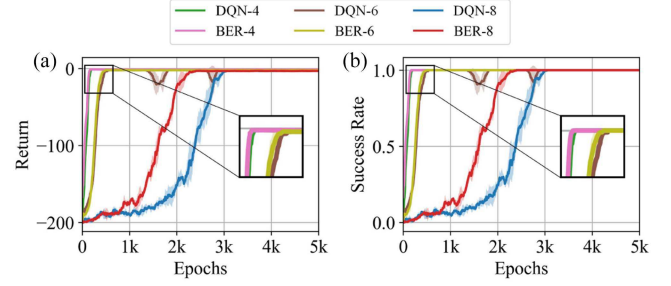 DQN-4 DQN-6 DQN-8
BER-4 BER-6 BER-8
(a)
Return
0
−100
−200
0 1k 2k 3k 4k 5k
Epochs
(b)
Success Rate
1.0
0.5
0.0
0 1k 2k 3k 4k 5k
Epochs